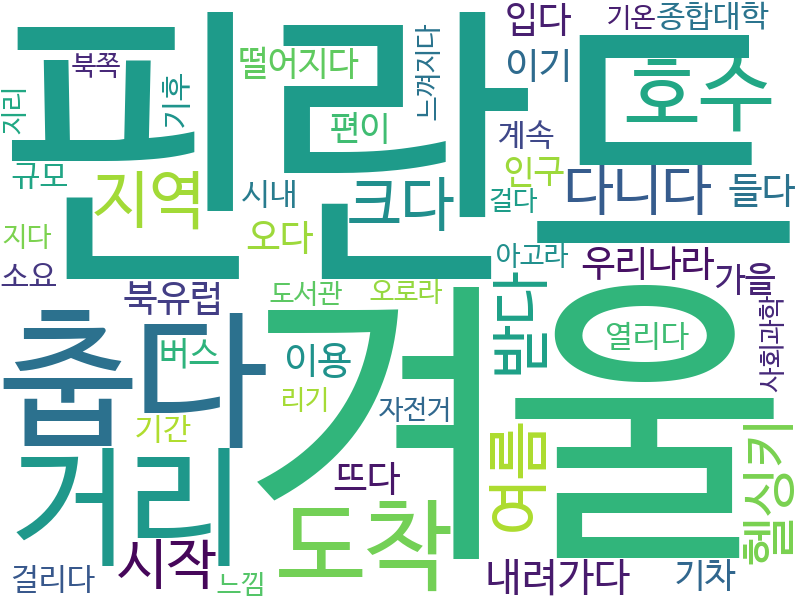 핀란드
겨울
춥다
거리
도착
호수
지역
크다
시작
다니다
받다
여름
헬싱키
입다
기온
종합대학
이기
떨어지다
느껴지다
북쪽
기후
지리
편이
계속
인구
걸다
들다
규모
시내
오다
지다
소요
북유럽
도서관
오로라
아고라
우리나라
가을
사회과학
열리다
버스
이용
리기
자전거
기간
뜨다
걸리다
느낌
내려가다
기차